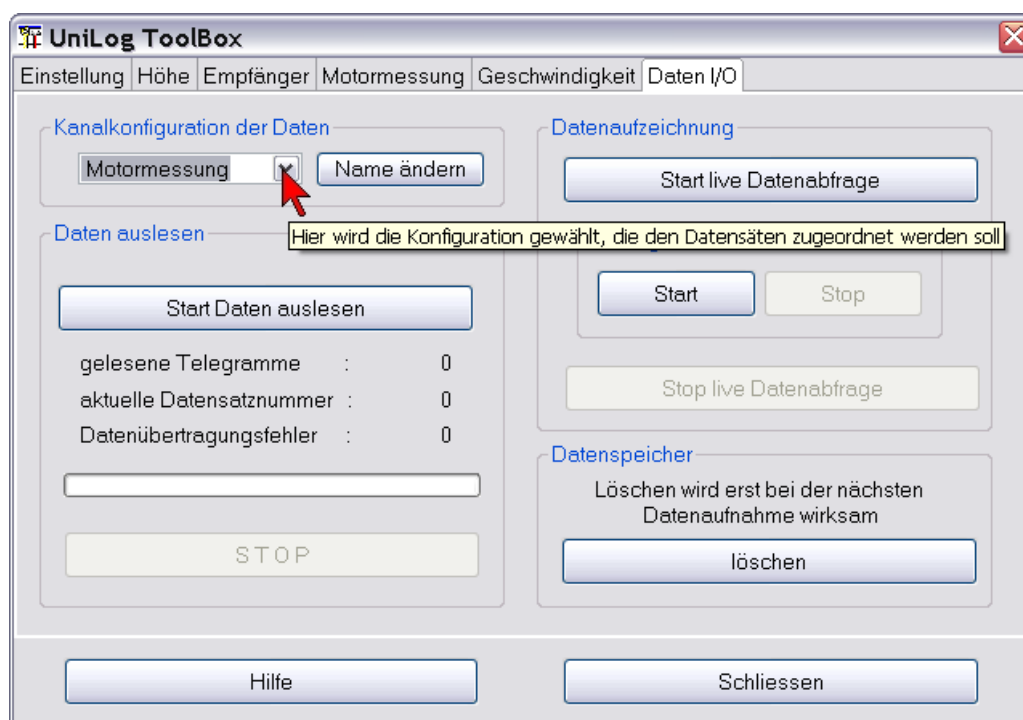 UniLog ToolBox
Einstellung Höhe Empfänger Motormessung Geschwindigkeit Daten I/O
Kanalkonfiguration der Daten
Motormessung Name ändern
Datenaufzeichnung
Start live Datenabfrage
Hier wird die Konfiguration gewählt, die den Datensäten zugeordnet werden soll
Daten auslesen
Start Daten auslesen
gelesene Telegramme : 0
aktuelle Datensatznummer : 0
Datenübertragungsfehler : 0
STOP
Start Stop
Stop live Datenabfrage
Datenspeicher
Löschen wird erst bei der nächsten
Datenaufnahme wirksam
löschen
Hilfe Schliessen